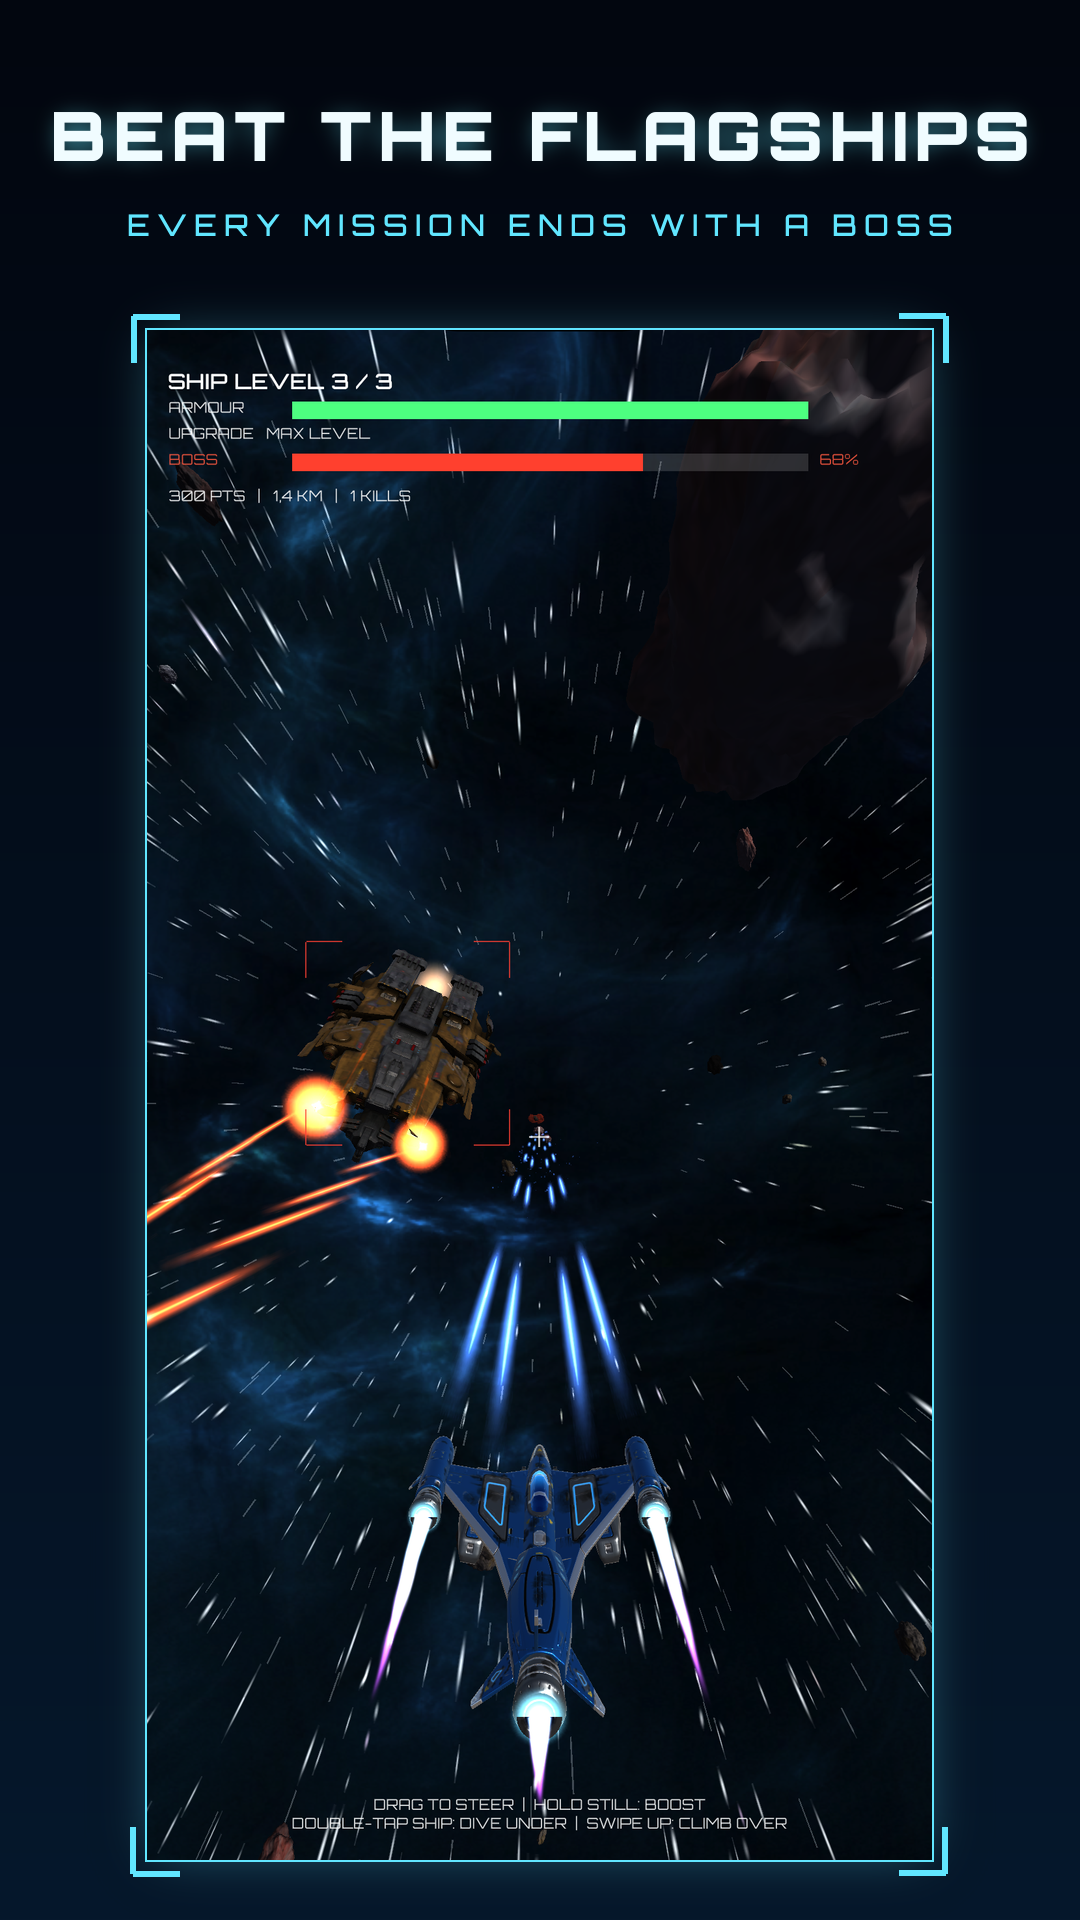 BEAT THE FLAGSHIPS
EVERY MISSION ENDS WITH A BOSS
SHIP LEVEL 3 / 3
ARMOUR
UPGRADE MAX LEVEL
BOSS 68%
300 PTS | 1,4 KM | 1 KILLS
DRAG TO STEER | HOLD STILL: BOOST
DOUBLE-TAP SHIP: DIVE UNDER | SWIPE UP: CLIMB OVER